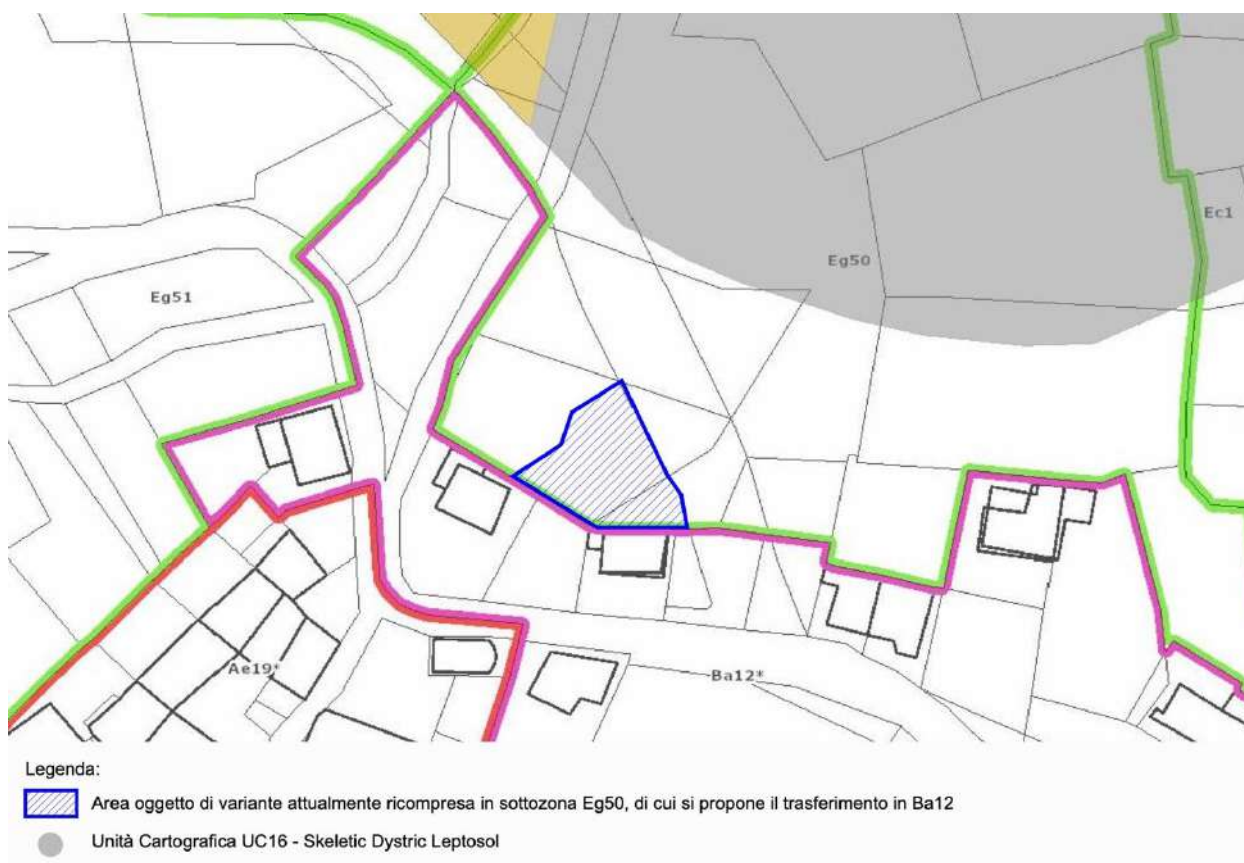 Ec1
Eg50
Eg51
Ae19*
Ba12*
Legenda:
Area oggetto di variante attualmente ricompresa in sottozona Eg50, di cui si propone il trasferimento in Ba12
Unità Cartografica UC16 - Skeletic Dystric Leptosol